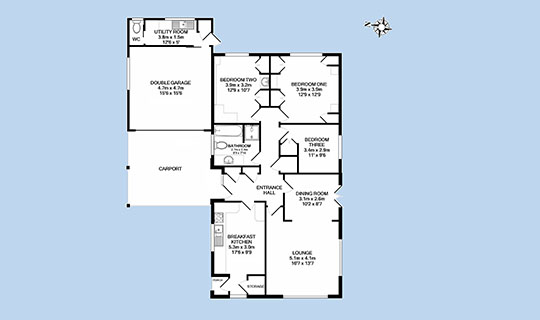 WC
UTILITY ROOM
3.8m x 1.5m
12'6 x 5'
DOUBLE GARAGE
4.7m x 4.7m
15'6 x 15'6
BEDROOM TWO
3.9m x 3.2m
12'9 x 10'7
BEDROOM ONE
3.9m x 3.9m
12'9 x 12'9
BATHROOM
BEDROOM
THREE
3.4m x 2.9m
11' x 9'6
CARPORT
ENTRANCE
HALL
DINING ROOM
3.1m x 2.6m
10'2 x 8'7
BREAKFAST
KITCHEN
5.3m x 3.0m
17'6 x 9'9
LOUNGE
5.1m x 4.1m
16'7 x 13'7
STORAGE